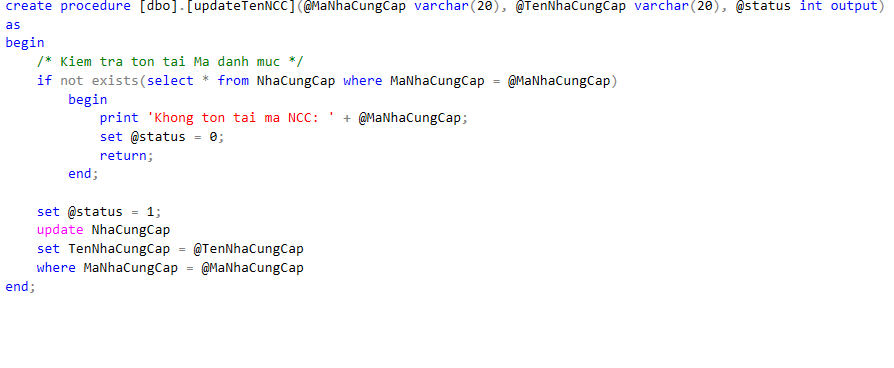 create procedure [dbo].[updateTenNCC](@MaNhaCungCap varchar(20), @TenNhaCungCap varchar(20), @status int output)
as
begin
    /* Kiem tra ton tai Ma danh muc */
    if not exists(select * from NhaCungCap where MaNhaCungCap = @MaNhaCungCap)
        begin
            print 'Khong ton tai ma NCC: ' + @MaNhaCungCap;
            set @status = 0;
            return;
        end;
    set @status = 1;
    update NhaCungCap
    set TenNhaCungCap = @TenNhaCungCap
    where MaNhaCungCap = @MaNhaCungCap
end;